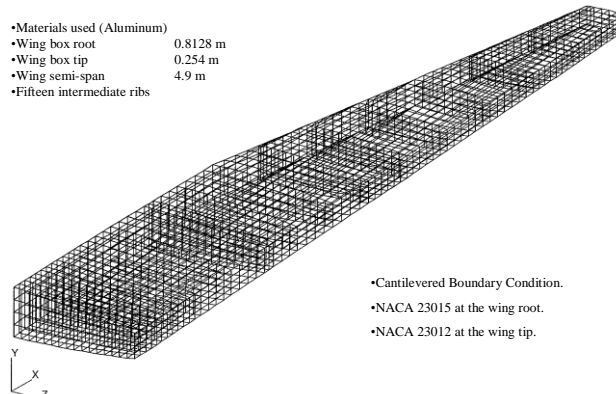 •Materials used (Aluminum)
•Wing box root 0.8128 m
•Wing box tip 0.254 m
•Wing semi-span 4.9 m
•Fifteen intermediate ribs
•Cantilevered Boundary Condition.
•NACA 23015 at the wing root.
•NACA 23012 at the wing tip.
Y
X
Z